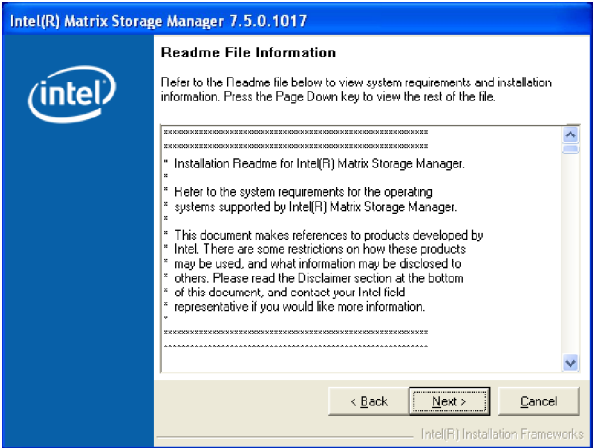 Intel(R) Matrix Storage Manager 7.5.0.1017
Readme File Information
intel
Refer to the Readme file below to view system requirements and installation
information. Press the Page Down key to view the rest of the file.
****************************************************
****************************************************
* Installation Readme for Intel(R) Matrix Storage Manager.
*
* Refer to the system requirements for the operating
* systems supported by Intel(R) Matrix Storage Manager.
*
* This document makes references to products developed by
* Intel. There are some restrictions on how these products
* may be used, and what information may be disclosed to
* others. Please read the Disclaimer section at the bottom
* of this document, and contact your Intel field
* representative if you would like more information.
*
****************************************************
****************************************************
< Back
Next >
Cancel
Intel(R) Installation Frameworks